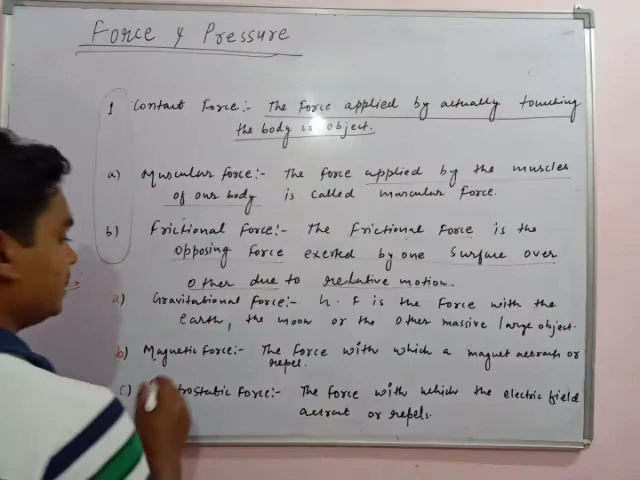 Force & Pressure
1 Contact Force:- The Force applied by actually touching
the body or object.
a) Muscular Force:- The Force applied by the muscles
of our body is called muscular Force.
b) Frictional Force:- The Frictional Force is the
opposing Force exerted by one Surface over
other due to relative motion.
a) Gravitational Force:- G. F is the Force with the
earth, the moon or the other massive large object.
b) Magnetic Force:- The Force with which a magnet attracts or
repel.
c) trostatic Force:- The Force with which the electric field
attract or repels.